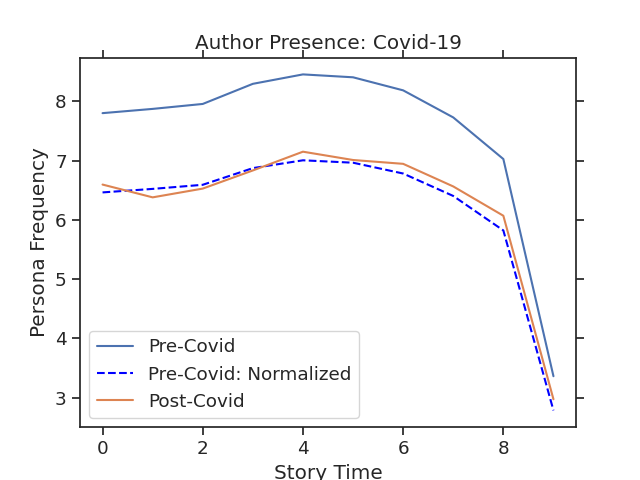 Author Presence: Covid-19
Persona Frequency
8
7
6
5
4
3
Pre-Covid
Pre-Covid: Normalized
Post-Covid
0 2 4 6 8
Story Time